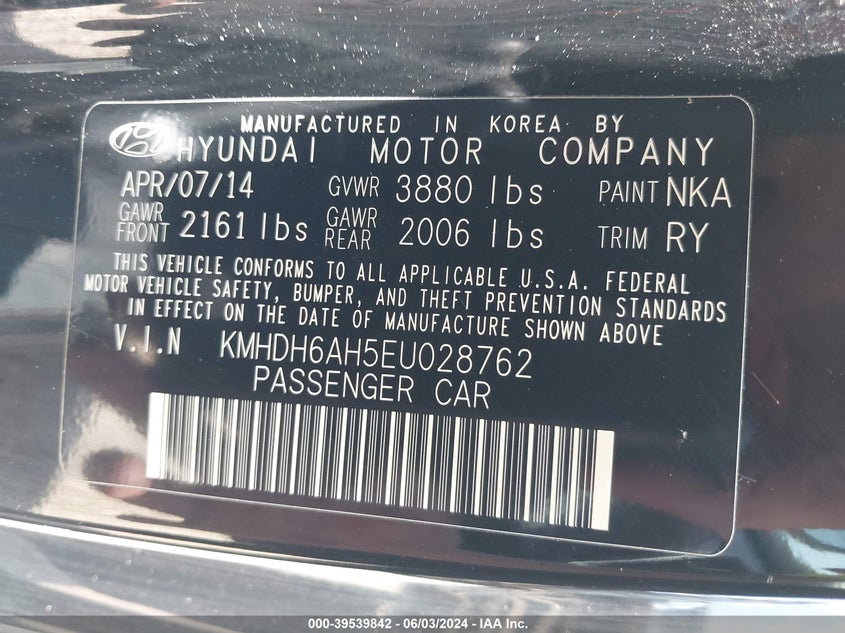 MANUFACTURED IN KOREA BY
HYUNDAI MOTOR COMPANY
APR/07/14 GVWR 3880 lbs PAINT NKA
GAWR FRONT 2161 lbs GAWR REAR 2006 lbs TRIM RY
THIS VEHICLE CONFORMS TO ALL APPLICABLE U.S.A. FEDERAL
MOTOR VEHICLE SAFETY, BUMPER, AND THEFT PREVENTION STANDARDS
IN EFFECT ON THE DATE OF MANUFACTURE SHOWN ABOVE
V.I.N KMHDH6AH5EU028762
PASSENGER CAR
000-39539842 - 06/03/2024 - IAA Inc.